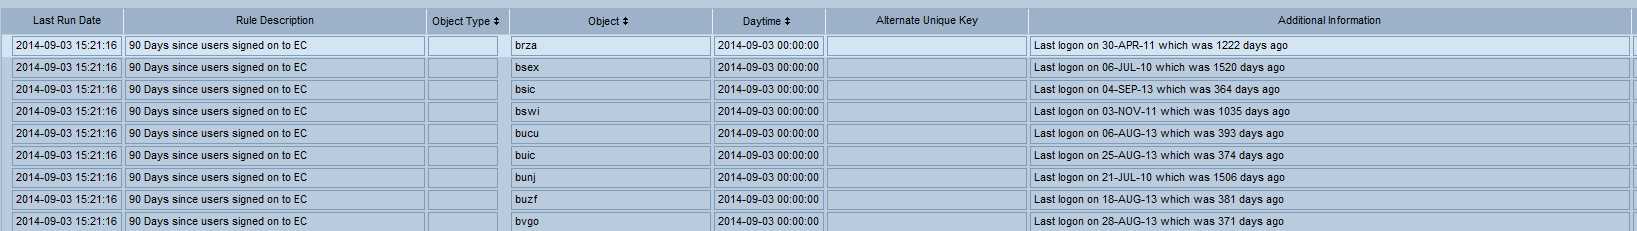 Last Run Date Rule Description Object Type Object Daytime Alternate Unique Key Additional Information
2014-09-03 15:21:16 90 Days since users signed on to EC brza 2014-09-03 00:00:00 Last logon on 30-APR-11 which was 1222 days ago
2014-09-03 15:21:16 90 Days since users signed on to EC bsex 2014-09-03 00:00:00 Last logon on 06-JUL-10 which was 1520 days ago
2014-09-03 15:21:16 90 Days since users signed on to EC bsic 2014-09-03 00:00:00 Last logon on 04-SEP-13 which was 364 days ago
2014-09-03 15:21:16 90 Days since users signed on to EC bswi 2014-09-03 00:00:00 Last logon on 03-NOV-11 which was 1035 days ago
2014-09-03 15:21:16 90 Days since users signed on to EC bucu 2014-09-03 00:00:00 Last logon on 06-AUG-13 which was 393 days ago
2014-09-03 15:21:16 90 Days since users signed on to EC buic 2014-09-03 00:00:00 Last logon on 25-AUG-13 which was 374 days ago
2014-09-03 15:21:16 90 Days since users signed on to EC bunj 2014-09-03 00:00:00 Last logon on 21-JUL-10 which was 1506 days ago
2014-09-03 15:21:16 90 Days since users signed on to EC buzf 2014-09-03 00:00:00 Last logon on 18-AUG-13 which was 381 days ago
2014-09-03 15:21:16 90 Days since users signed on to EC bvgo 2014-09-03 00:00:00 Last logon on 28-AUG-13 which was 371 days ago